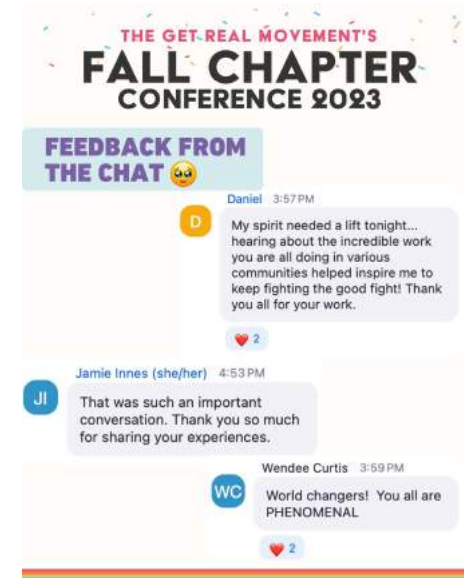 THE GET REAL MOVEMENT'S
FALL CHAPTER
CONFERENCE 2023
FEEDBACK FROM
THE CHAT 🥹
Daniel 3:57 PM
D
My spirit needed a lift tonight...
hearing about the incredible work
you are all doing in various
communities helped inspire me to
keep fighting the good fight! Thank
you all for your work.
❤️ 2
Jamie Innes (she/her) 4:53 PM
JI
That was such an important
conversation. Thank you so much
for sharing your experiences.
Wendee Curtis 3:59 PM
WC
World changers! You all are
PHENOMENAL
❤️ 2